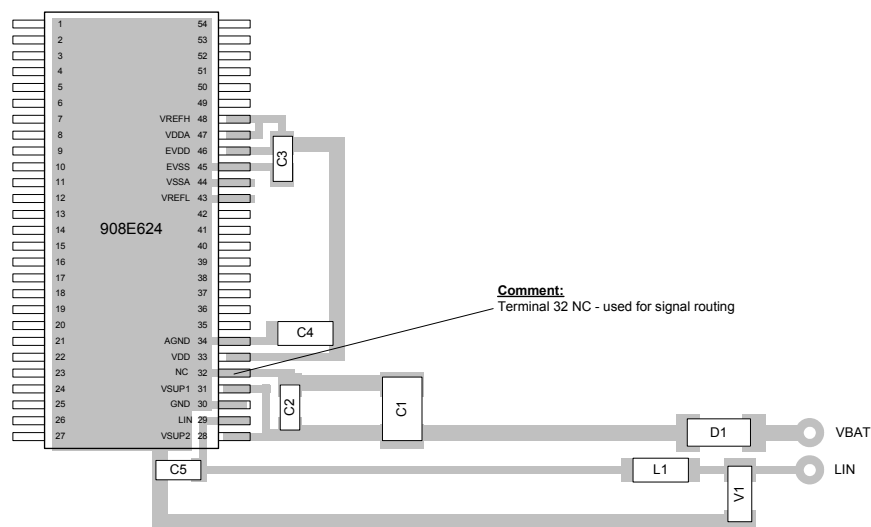 1 54
2 53
3 52
4 51
5 50
6 49
7 VREFH 48
8 VDDA 47
9 EVDD 46
10 EVSS 45
11 VSSA 44
12 VREFL 43
13 42
14 41
15 40
16 39
17 38
18 37
19 36
20 35
21 AGND 34
22 VDD 33
23 NC 32
24 VSUP1 31
25 GND 30
26 LIN 29
27 VSUP2 28
908E624
C3
Comment:
Terminal 32 NC - used for signal routing
C4
C2
C1
D1
VBAT
C5
L1
V1
LIN